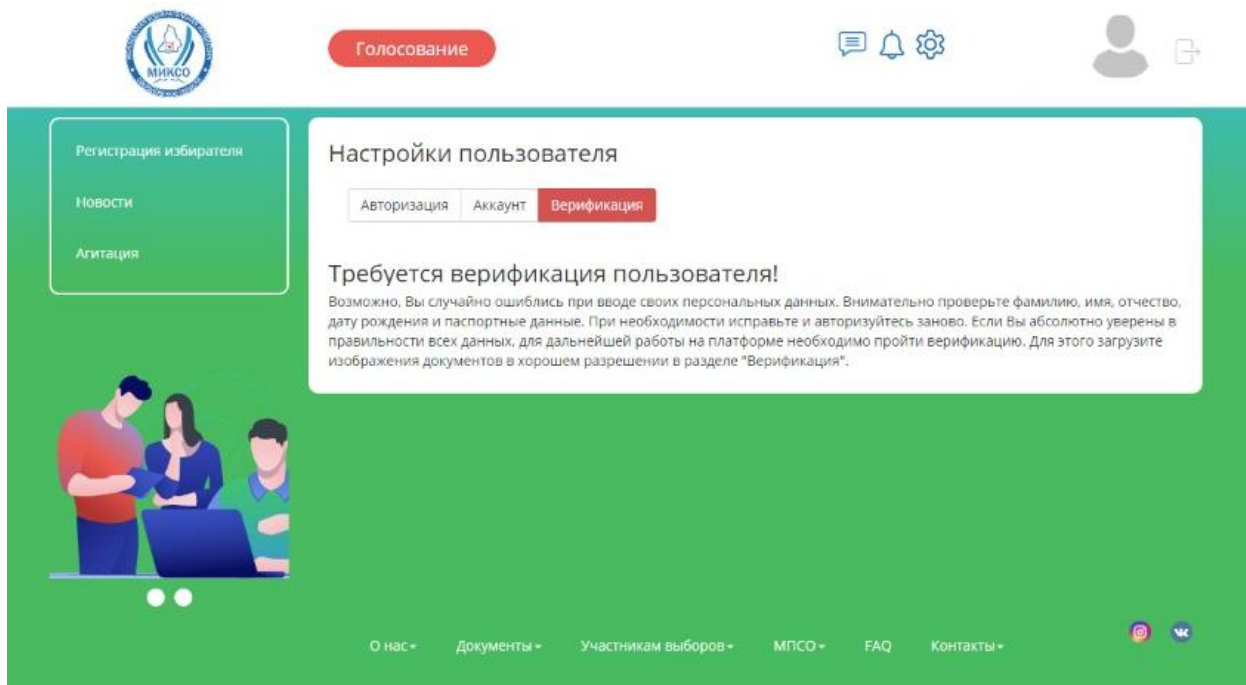 МИКСО
Голосование
Регистрация избирателя
Новости
Агитация
Настройки пользователя
Авторизация Аккаунт Верификация
Требуется верификация пользователя!
Возможно, Вы случайно ошиблись при вводе своих персональных данных. Внимательно проверьте фамилию, имя, отчество,
дату рождения и паспортные данные. При необходимости исправьте и авторизуйтесь заново. Если Вы абсолютно уверены в
правильности всех данных, для дальнейшей работы на платформе необходимо пройти верификацию. Для этого загрузите
изображения документов в хорошем разрешении в разделе "Верификация".
О нас Документы Участникам выборов МПСО FAQ Контакты